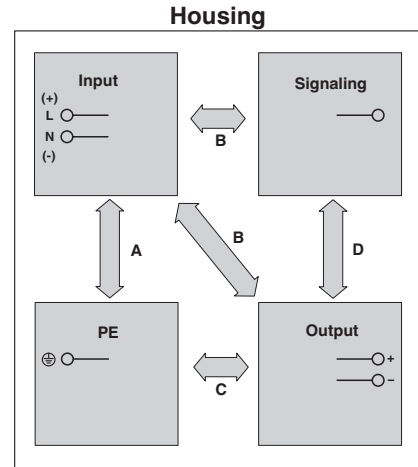 Housing
Input
Signaling
(+)
L
N
(-)
B
A
B
D
PE
Output
+
–
C